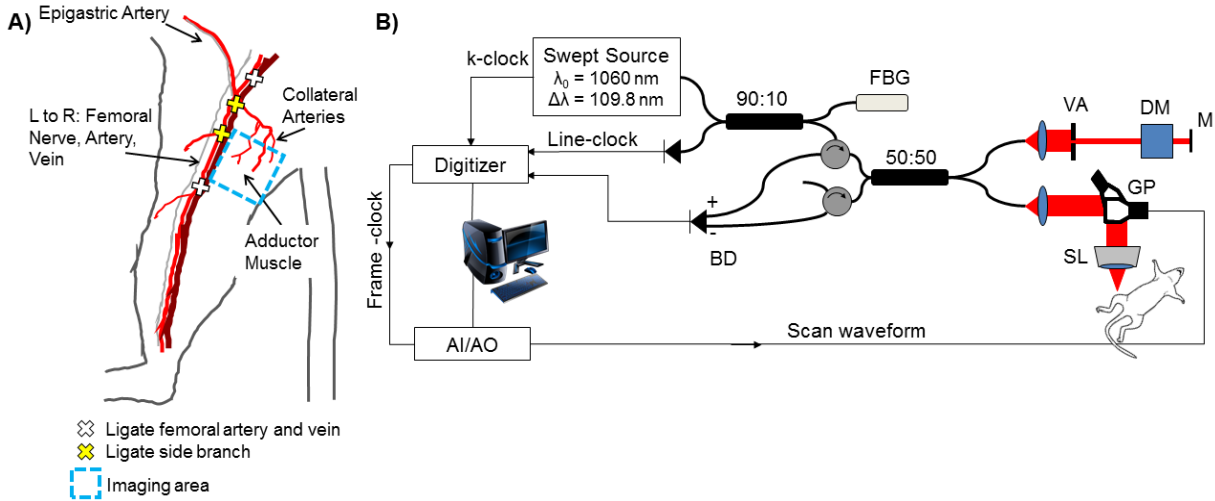 A)
Epigastric Artery
Collateral
Arteries
L to R: Femoral
Nerve, Artery,
Vein
Adductor
Muscle
Ligate femoral artery and vein
Ligate side branch
Imaging area
B)
k-clock
Swept Source
λ0 = 1060 nm
Δλ = 109.8 nm
90:10
FBG
Line-clock
Digitizer
50:50
VA
DM
M
GP
+
-
BD
SL
Frame -clock
AI/AO
Scan waveform